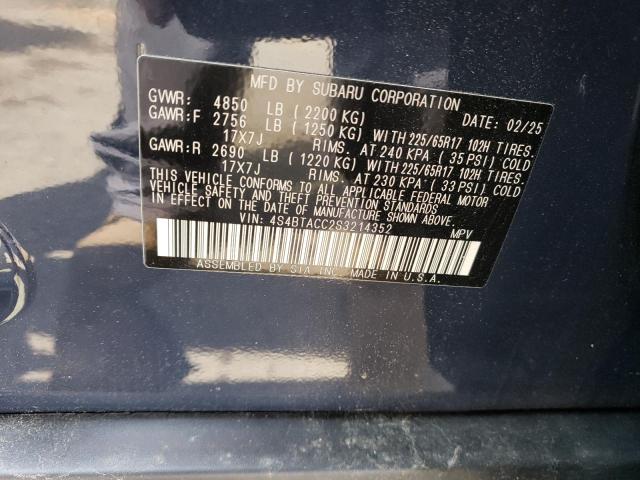 MFD BY SUBARU CORPORATION
GVWR: 4850 LB ( 2200 KG) DATE: 02/25
GAWR:F 2756 LB ( 1250 KG) WITH 225/65R17 102H TIRES.
17X7J RIMS. AT 240 KPA ( 35 PSI) COLD
GAWR:R 2690 LB ( 1220 KG) WITH 225/65R17 102H TIRES.
17X7J RIMS. AT 230 KPA ( 33 PSI) COLD
THIS VEHICLE CONFORMS TO ALL APPLICABLE FEDERAL MOTOR
VEHICLE SAFETY AND THEFT PREVENTION STANDARDS
IN EFFECT ON THE DATE OF MANUFACTURE SHOWN ABOVE.
VIN: 4S4BTACC2S3214352 MPV
ASSEMBLED BY SIA INC. MADE IN U.S.A.